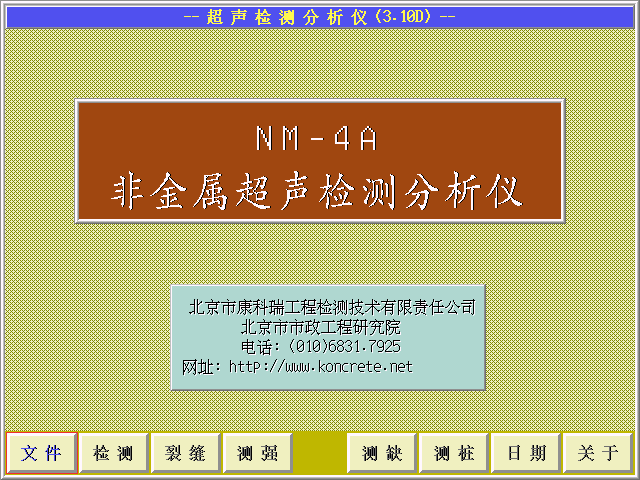 -- 超声检测分析仪(3.10D) --
NM-4A
非金属超声检测分析仪
北京市康科瑞工程检测技术有限责任公司
北京市市政工程研究院
电话: (010)6831.7925
网址: http://www.koncrete.net
文件 检测 裂缝 测强 测缺 测桩 日期 关于